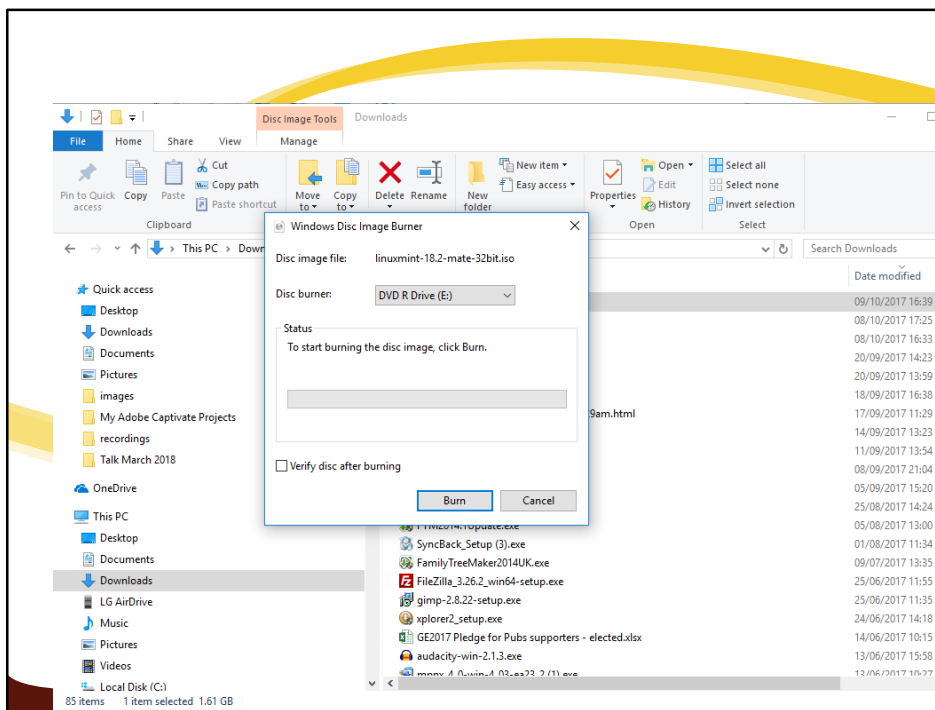 Disc Image Tools Downloads
File Home Share View Manage
Pin to Quick access
Copy
Paste
Cut
Copy path
Paste shortcut
Clipboard
Move to
Copy to
Delete
Rename
New folder
New item
Easy access
Properties
Open
Edit
History
Open
Select all
Select none
Invert selection
Select
This PC > Down
Search Downloads
Date modified
Quick access
Desktop
Downloads
Documents
Pictures
images
My Adobe Captivate Projects
recordings
Talk March 2018
OneDrive
This PC
Desktop
Documents
Downloads
LG AirDrive
Music
Pictures
Videos
Local Disk (C:)
Windows Disc Image Burner
Disc image file: linuxmint-18.2-mate-32bit.iso
Disc burner: DVD R Drive (E:)
Status
To start burning the disc image, click Burn.
Verify disc after burning
Burn Cancel
09/10/2017 16:39
08/10/2017 17:25
08/10/2017 16:33
20/09/2017 14:23
20/09/2017 13:59
18/09/2017 16:38
9am.html 17/09/2017 11:29
14/09/2017 13:23
11/09/2017 13:54
08/09/2017 21:04
05/09/2017 15:20
25/08/2017 14:24
05/08/2017 13:00
SyncBack_Setup (3).exe 01/08/2017 11:34
FamilyTreeMaker2014UK.exe 09/07/2017 13:35
FileZilla_3.26.2_win64-setup.exe 25/06/2017 11:55
gimp-2.8.22-setup.exe 25/06/2017 11:35
xplorer2_setup.exe 24/06/2017 14:18
GE2017 Pledge for Pubs supporters - elected.xlsx 14/06/2017 10:15
audacity-win-2.1.3.exe 13/06/2017 15:58
13/06/2017 10:27
85 items 1 item selected 1.61 GB